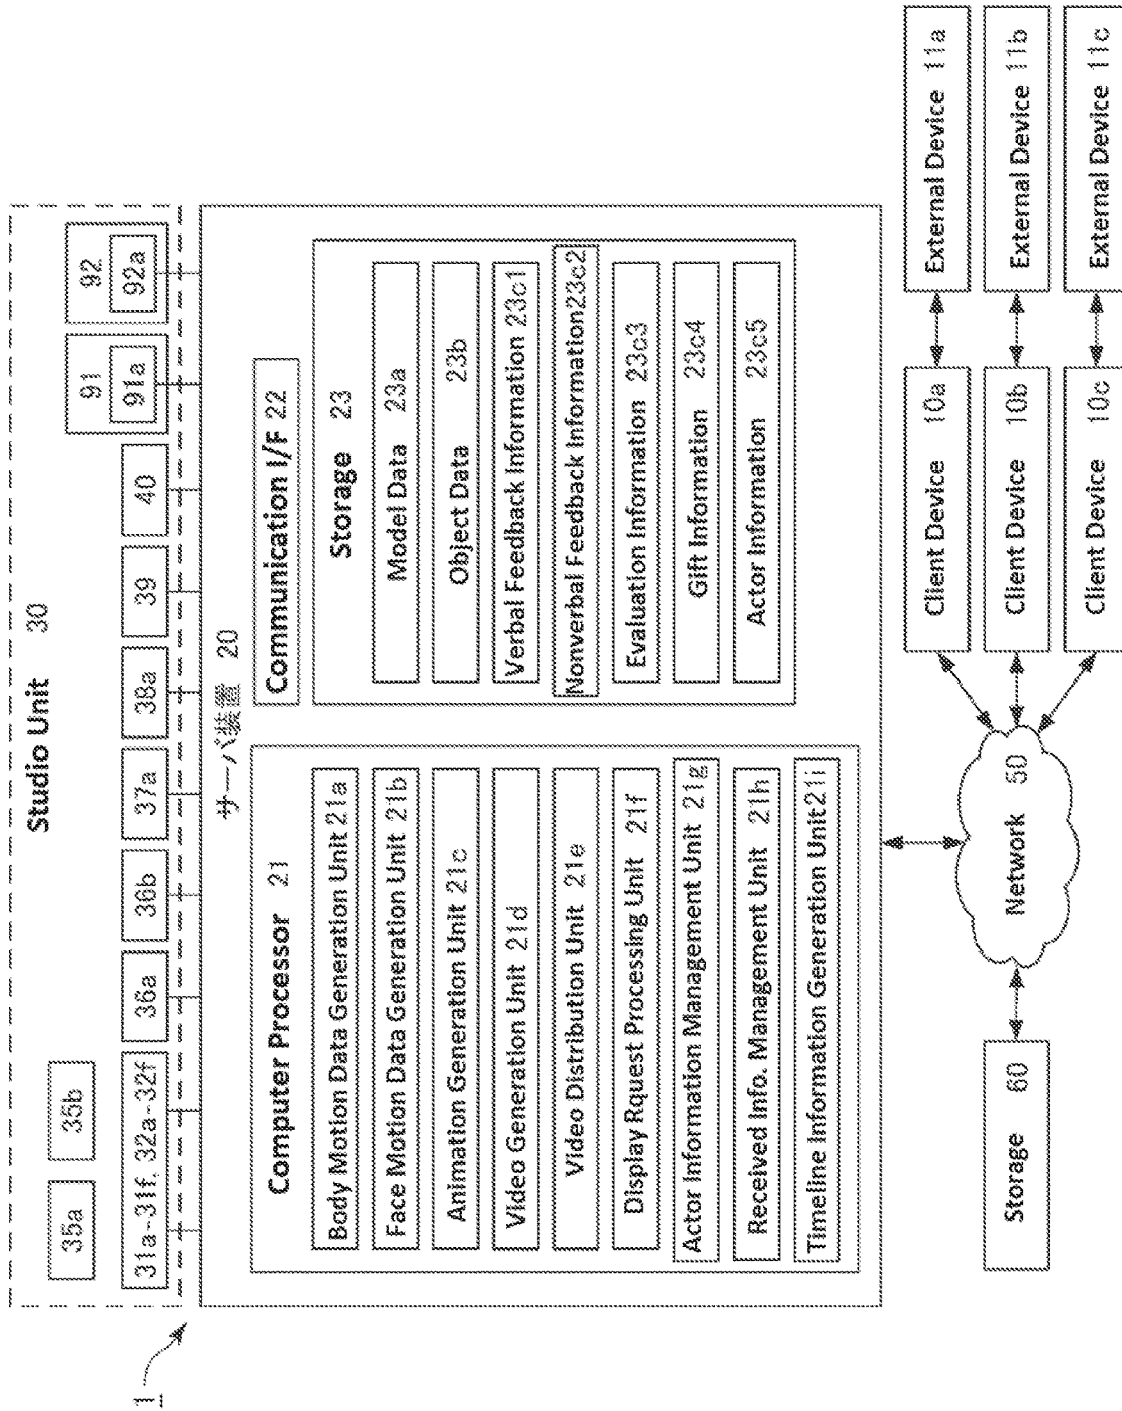 1
Studio Unit 30
35a
35b
31a-31f, 32a-32f
36a
36b
37a
38a
39
40
91
91a
92
92a
サーバ装置 20
Computer Processor 21
Body Motion Data Generation Unit 21a
Face Motion Data Generation Unit 21b
Animation Generation Unit 21c
Video Generation Unit 21d
Video Distribution Unit 21e
Display Rquest Processing Unit 21f
Actor Information Management Unit 21g
Received Info. Management Unit 21h
Timeline Information Generation Unit21i
Communication I/F 22
Storage 23
Model Data 23a
Object Data 23b
Verbal Feedback Information 23c1
Nonverbal Feedback Information23c2
Evaluation Information 23c3
Gift Information 23c4
Actor Information 23c5
Storage 60
Network 50
Client Device 10a
Client Device 10b
Client Device 10c
External Device 11a
External Device 11b
External Device 11c